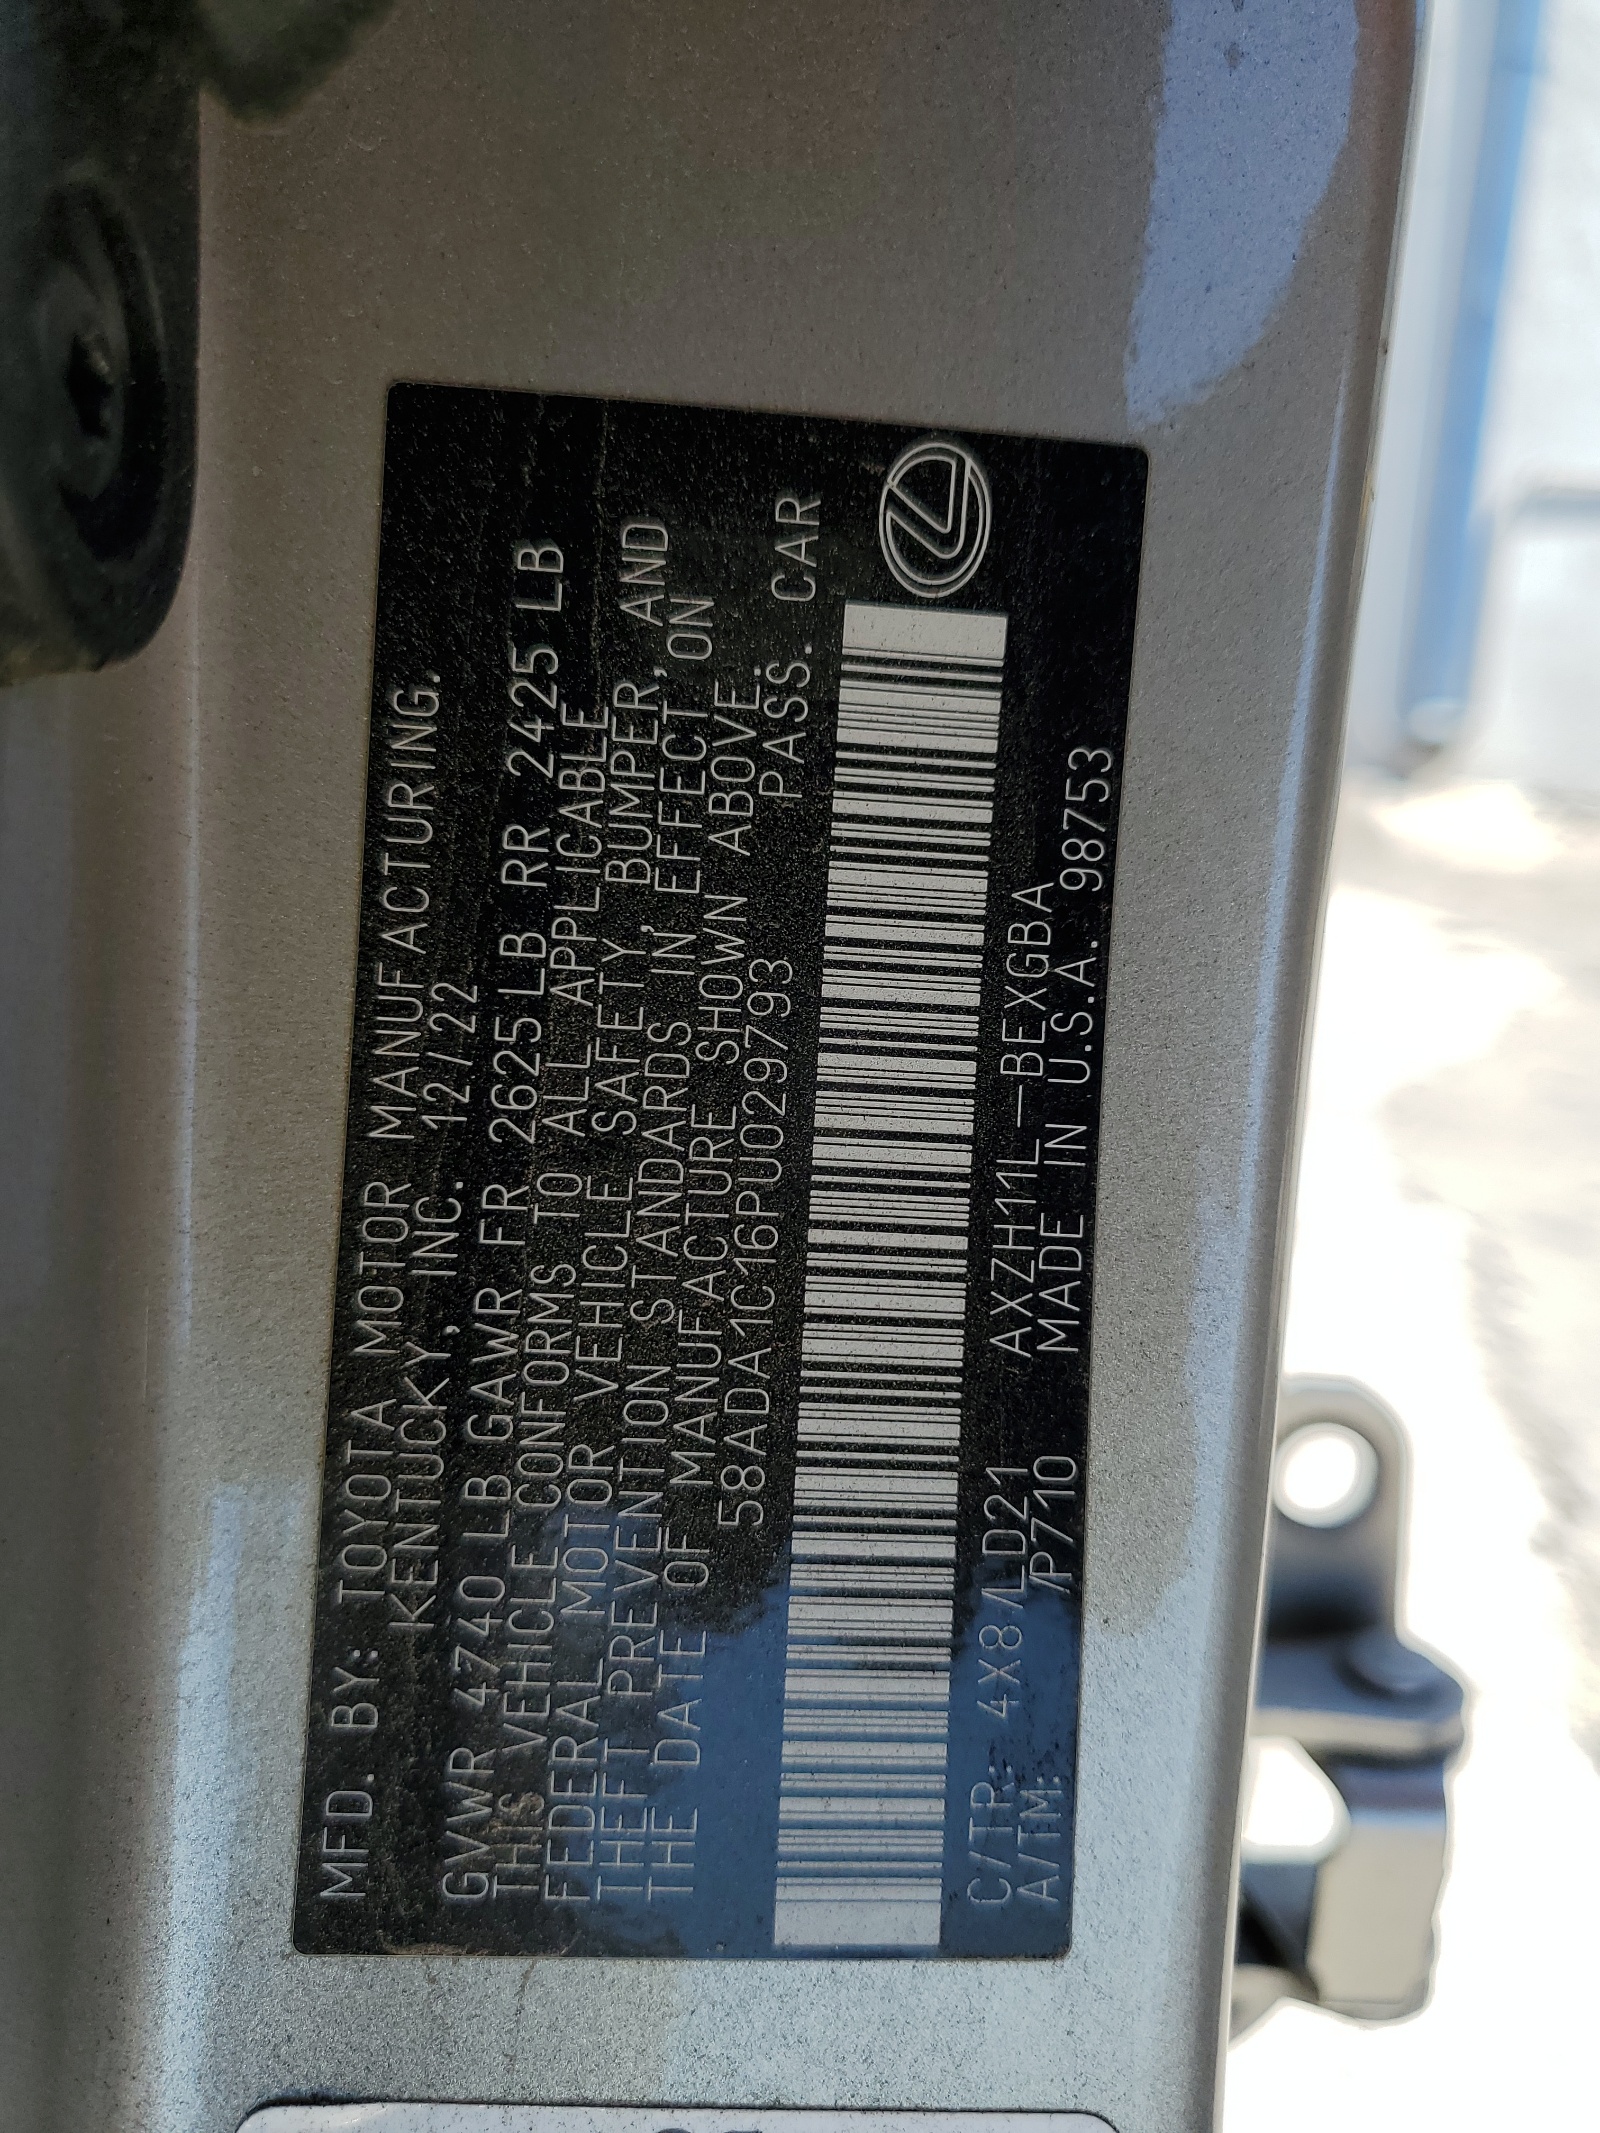 MFD. BY: TOYOTA MOTOR MANUFACTURING.
KENTUCKY, INC. 12/22
GVWR 4740 LB GAWR FR 2625LB RR 2425 LB
THIS VEHICLE CONFORMS TO ALL APPLICABLE
FEDERAL MOTOR VEHICLE SAFETY, BUMPER, AND
THEFT PREVENTION STANDARDS IN EFFECT ON
THE DATE OF MANUFACTURE SHOWN ABOVE.
58ADA1C16PU029793 PASS. CAR
C/TR: 4X8/LD21 AXZH11L-BEXGBA
A/TM: /P710 MADE IN U.S.A. 98753